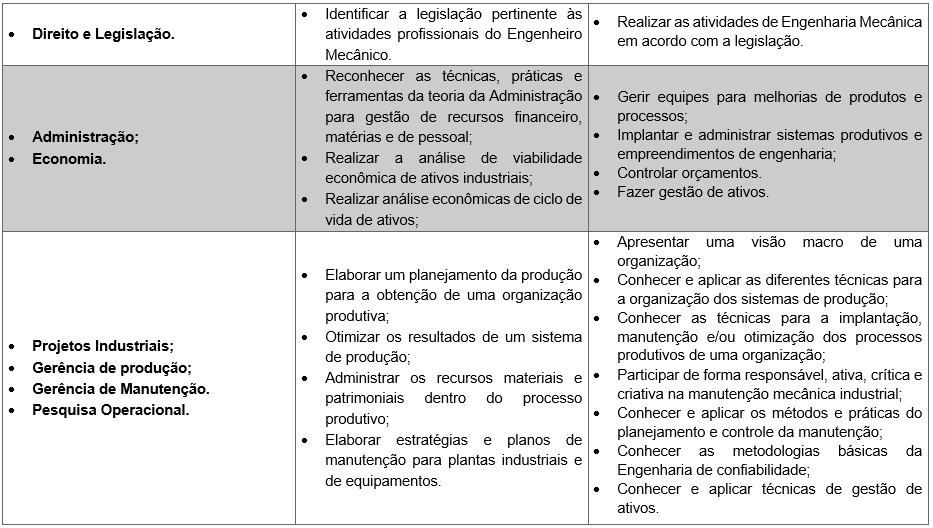 • Direito e Legislação.
• Identificar a legislação pertinente às
atividades profissionais do Engenheiro
Mecânico.
• Realizar as atividades de Engenharia Mecânica
em acordo com a legislação.
• Administração;
• Economia.
• Reconhecer as técnicas, práticas e
ferramentas da teoria da Administração
para gestão de recursos financeiro,
matérias e de pessoal;
• Realizar a análise de viabilidade
econômica de ativos industriais;
• Realizar análise econômicas de ciclo de
vida de ativos;
• Gerir equipes para melhorias de produtos e
processos;
• Implantar e administrar sistemas produtivos e
empreendimentos de engenharia;
• Controlar orçamentos.
• Fazer gestão de ativos.
• Projetos Industriais;
• Gerência de produção;
• Gerência de Manutenção.
• Pesquisa Operacional.
• Elaborar um planejamento da produção
para a obtenção de uma organização
produtiva;
• Otimizar os resultados de um sistema
de produção;
• Administrar os recursos materiais e
patrimoniais dentro do processo
produtivo;
• Elaborar estratégias e planos de
manutenção para plantas industriais e
de equipamentos.
• Apresentar uma visão macro de uma
organização;
• Conhecer e aplicar as diferentes técnicas para
a organização dos sistemas de produção;
• Conhecer as técnicas para a implantação,
manutenção e/ou otimização dos processos
produtivos de uma organização;
• Participar de forma responsável, ativa, crítica e
criativa na manutenção mecânica industrial;
• Conhecer e aplicar os métodos e práticas do
planejamento e controle da manutenção;
• Conhecer as metodologias básicas da
Engenharia de confiabilidade;
• Conhecer e aplicar técnicas de gestão de
ativos.